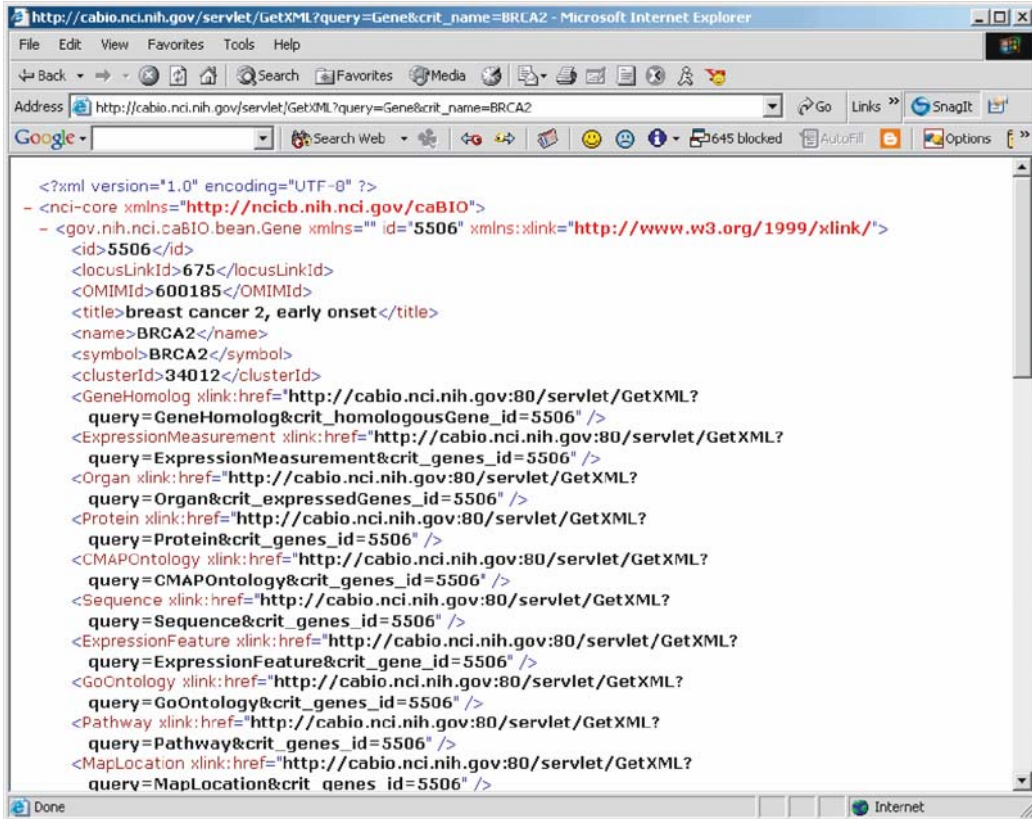 http://cabio.nci.nih.gov/servlet/GetXML?query=Gene&crit_name=BRCA2 - Microsoft Internet Explorer
File Edit View Favorites Tools Help
Back Search Favorites Media
Address http://cabio.nci.nih.gov/servlet/GetXML?query=Gene&crit_name=BRCA2 Go Links » SnagIt
Google Search Web 645 blocked AutoFill Options »
<?xml version="1.0" encoding="UTF-8" ?>
- <nci-core xmlns="http://ncicb.nih.nci.gov/caBIO">
- <gov.nih.nci.caBIO.bean.Gene xmlns="" id="5506" xmlns:xlink="http://www.w3.org/1999/xlink/">
<id>5506</id>
<locusLinkId>675</locusLinkId>
<OMIMId>600185</OMIMId>
<title>breast cancer 2, early onset</title>
<name>BRCA2</name>
<symbol>BRCA2</symbol>
<clusterId>34012</clusterId>
<GeneHomolog xlink:href="http://cabio.nci.nih.gov:80/servlet/GetXML?
query=GeneHomolog&crit_homologousGene_id=5506" />
<ExpressionMeasurement xlink:href="http://cabio.nci.nih.gov:80/servlet/GetXML?
query=ExpressionMeasurement&crit_genes_id=5506" />
<Organ xlink:href="http://cabio.nci.nih.gov:80/servlet/GetXML?
query=Organ&crit_expressedGenes_id=5506" />
<Protein xlink:href="http://cabio.nci.nih.gov:80/servlet/GetXML?
query=Protein&crit_genes_id=5506" />
<CMAPOntology xlink:href="http://cabio.nci.nih.gov:80/servlet/GetXML?
query=CMAPOntology&crit_genes_id=5506" />
<Sequence xlink:href="http://cabio.nci.nih.gov:80/servlet/GetXML?
query=Sequence&crit_genes_id=5506" />
<ExpressionFeature xlink:href="http://cabio.nci.nih.gov:80/servlet/GetXML?
query=ExpressionFeature&crit_gene_id=5506" />
<GoOntology xlink:href="http://cabio.nci.nih.gov:80/servlet/GetXML?
query=GoOntology&crit_genes_id=5506" />
<Pathway xlink:href="http://cabio.nci.nih.gov:80/servlet/GetXML?
query=Pathway&crit_genes_id=5506" />
<MapLocation xlink:href="http://cabio.nci.nih.gov:80/servlet/GetXML?
query=MapLocation&crit_genes_id=5506" />
Done Internet